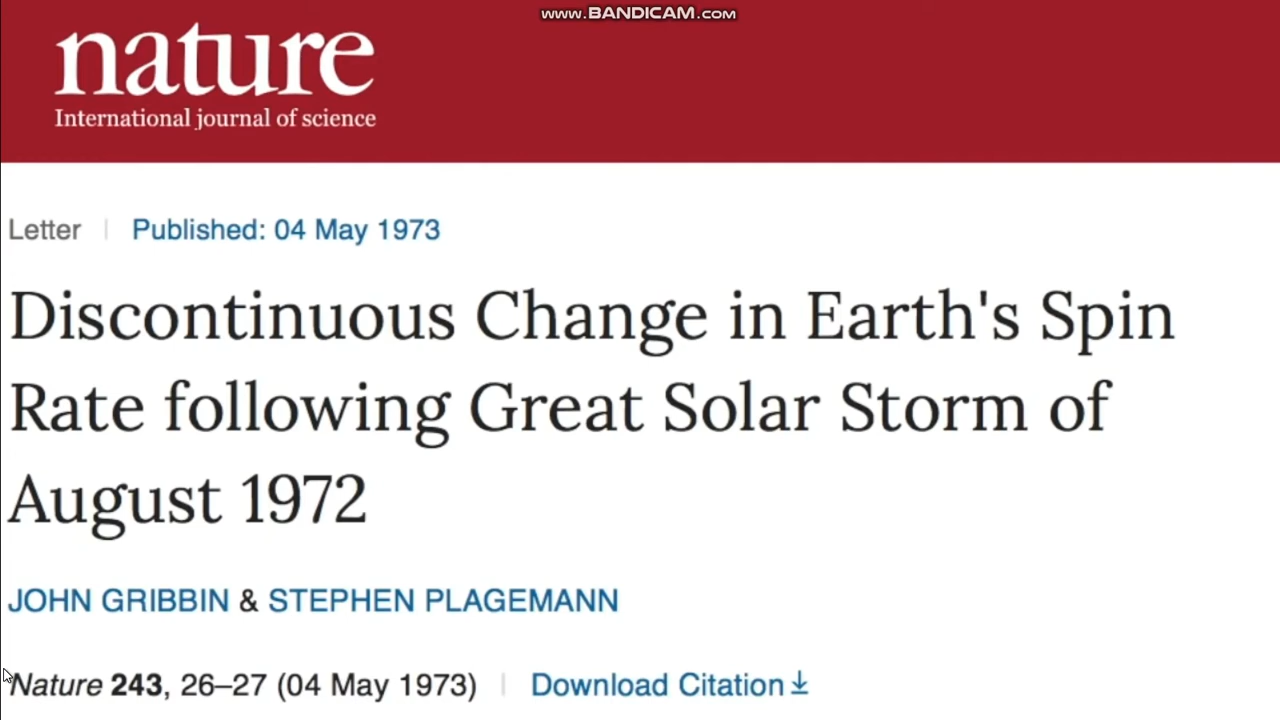 www.BANDICAM.com
nature
International journal of science
Letter | Published: 04 May 1973
Discontinuous Change in Earth's Spin
Rate following Great Solar Storm of
August 1972
JOHN GRIBBIN & STEPHEN PLAGEMANN
Nature 243, 26–27 (04 May 1973) | Download Citation